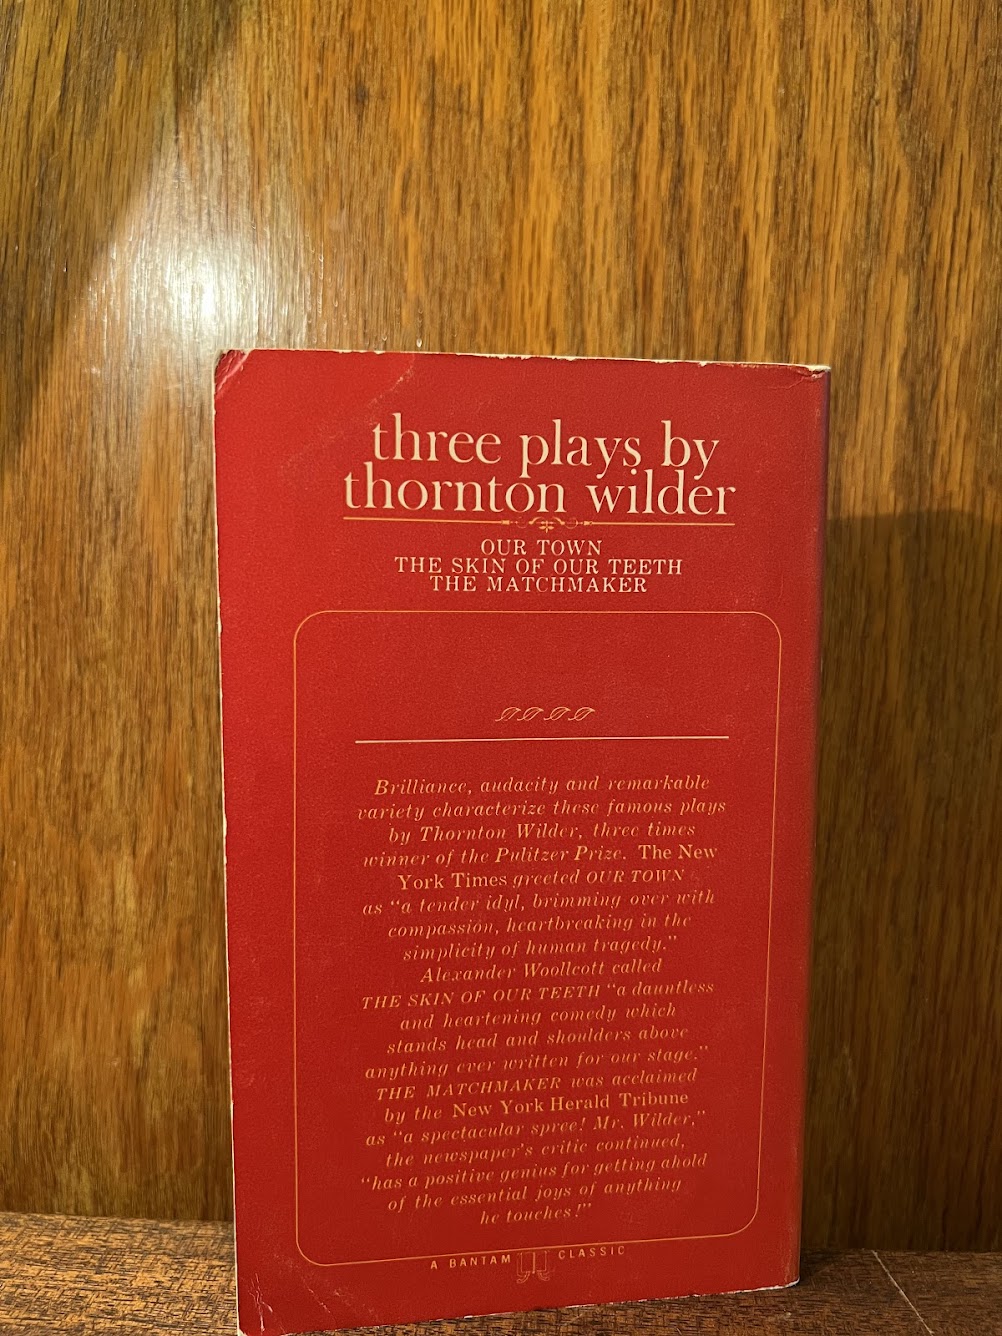 three plays by
thornton wilder
OUR TOWN
THE SKIN OF OUR TEETH
THE MATCHMAKER
Brilliance, audacity and remarkable
variety characterize these famous plays
by Thornton Wilder, three times
winner of the Pulitzer Prize. The New
York Times greeted OUR TOWN
as "a tender idyl, brimming over with
compassion, heartbreaking in the
simplicity of human tragedy."
Alexander Woollcott called
THE SKIN OF OUR TEETH "a dauntless
and heartening comedy which
stands head and shoulders above
anything ever written for our stage."
THE MATCHMAKER was acclaimed
by the New York Herald Tribune
as "a spectacular spree! Mr. Wilder,"
the newspaper's critic continued,
"has a positive genius for getting ahold
of the essential joys of anything
he touches!"
A BANTAM CLASSIC